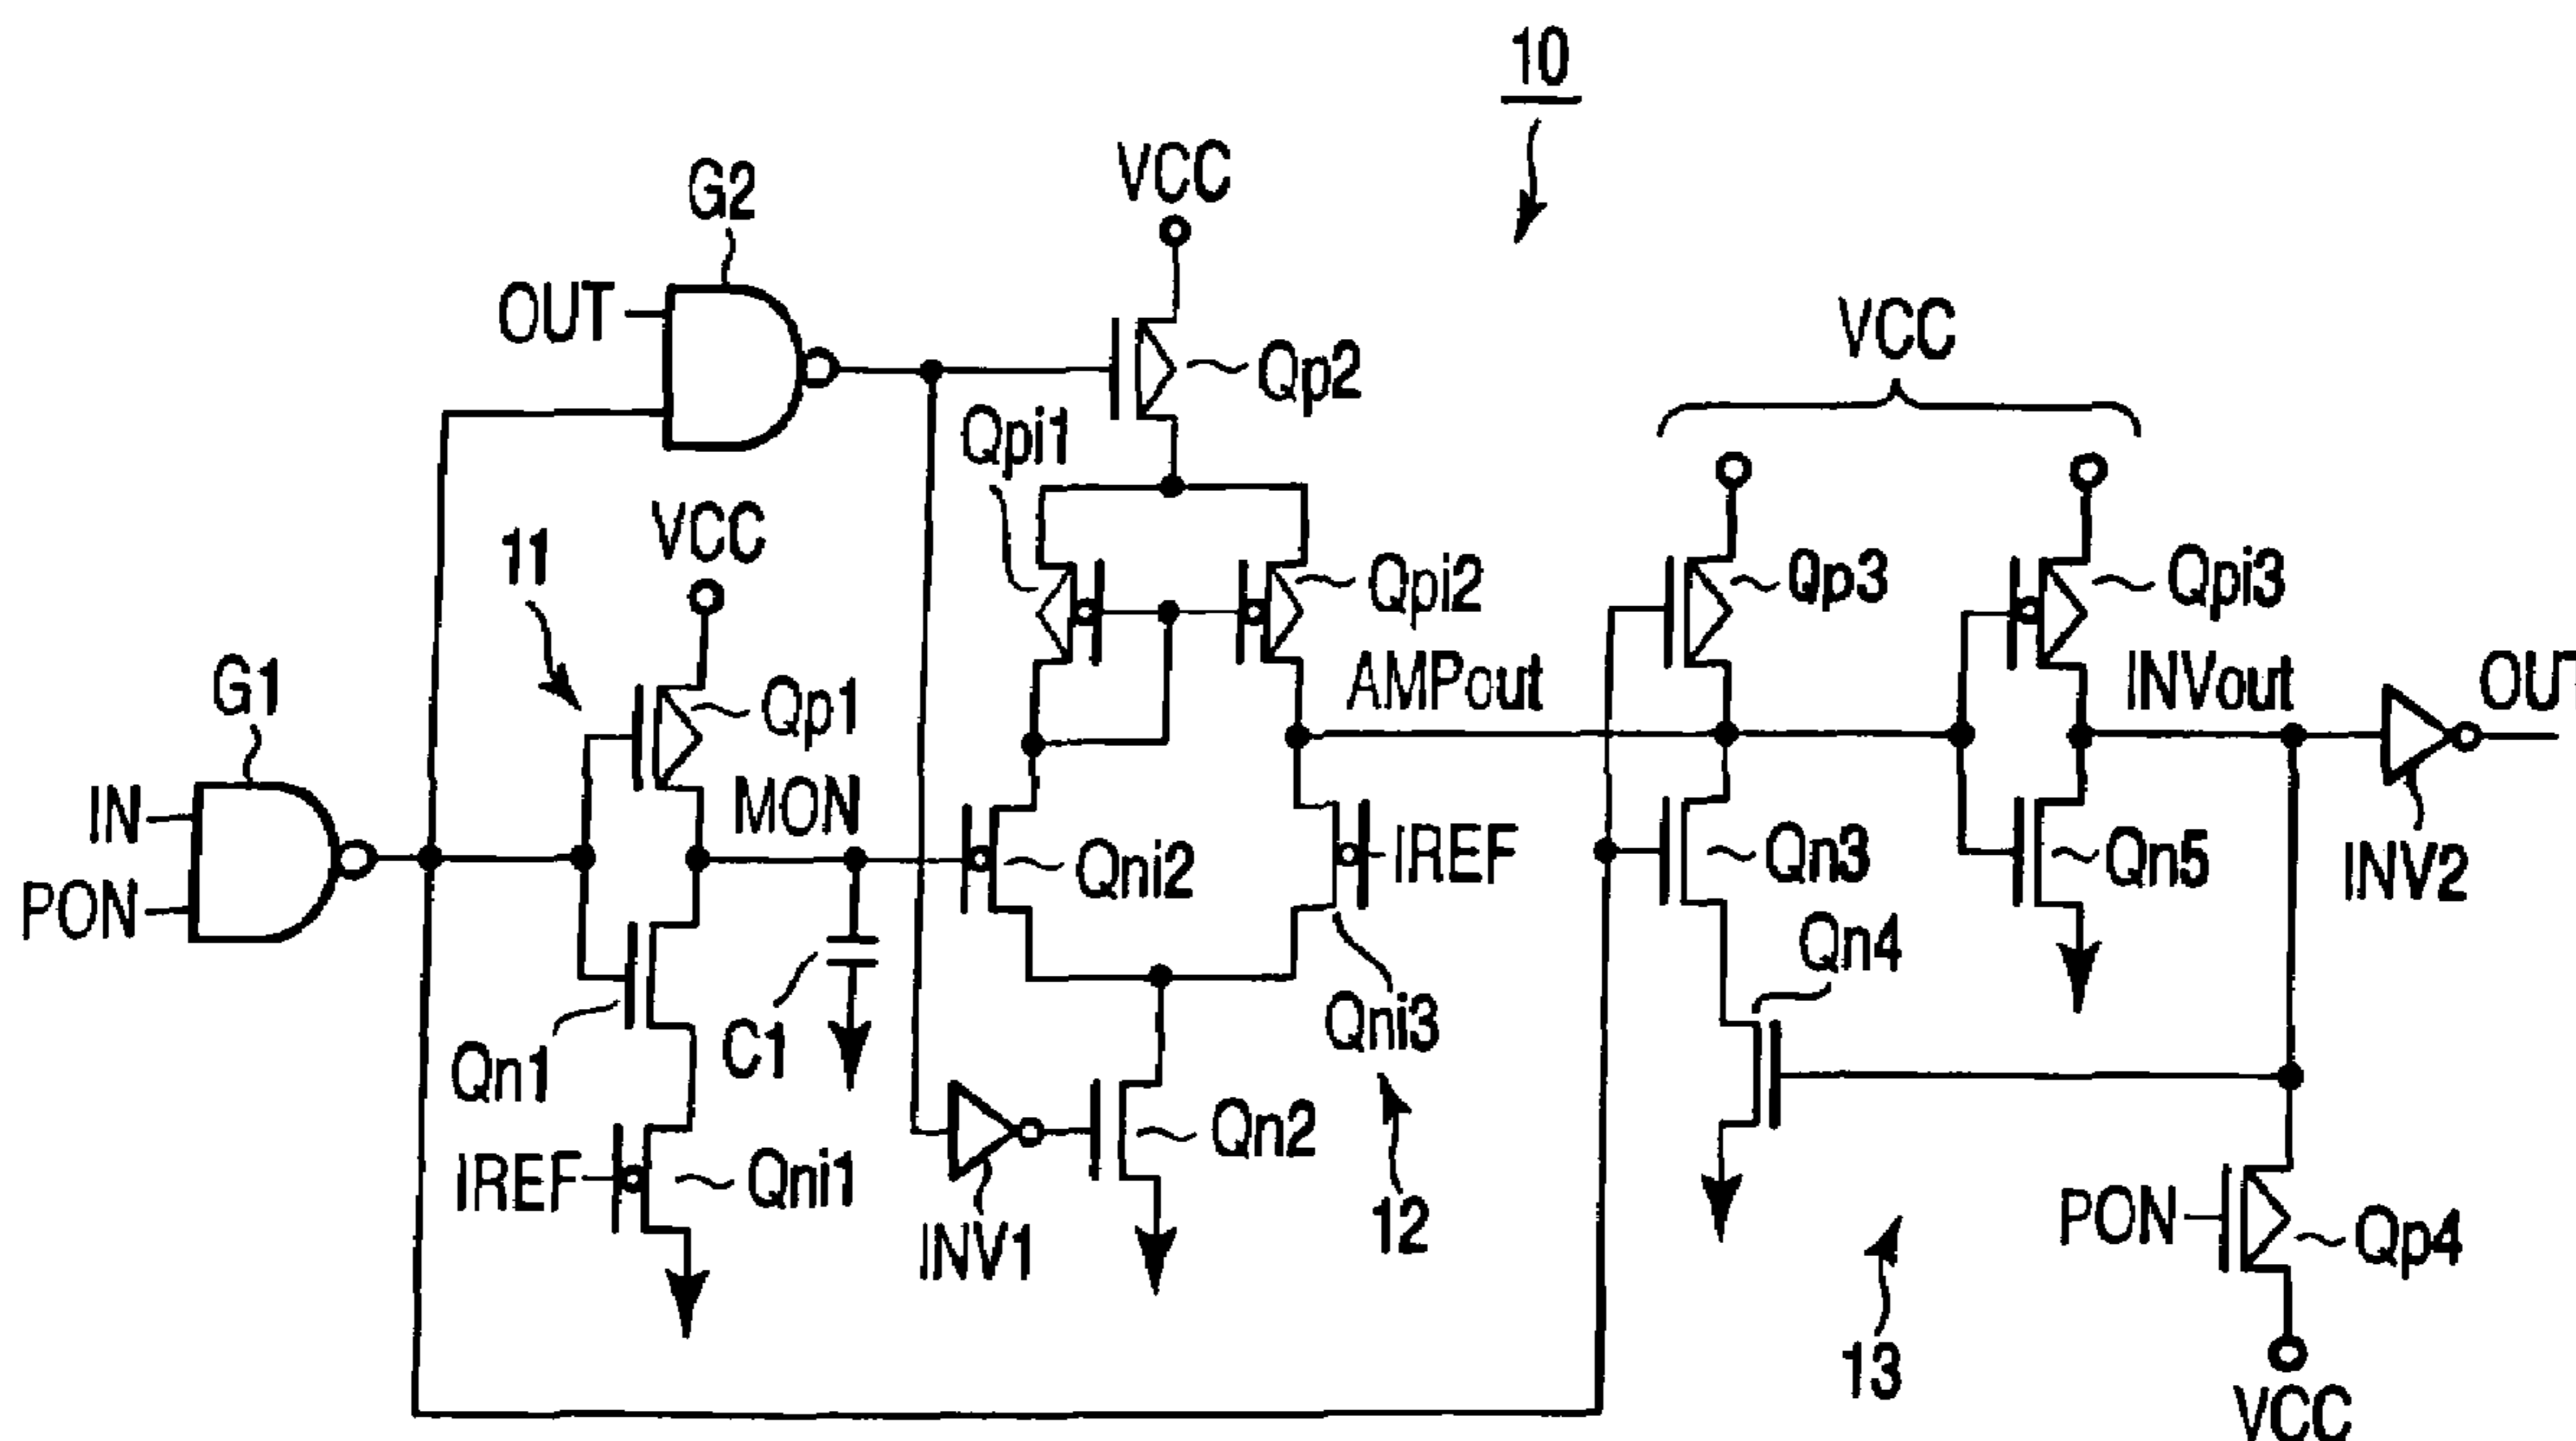 10
G2
VCC
OUT
VCC
Qp2
Qpi1
11
VCC
Qpi2
Qp3
Qpi3
G1
Qp1
AMPout
INVout
OUT
IN
MON
PON
Qni2
IREF
Qn3
Qn5
INV2
Qn4
Qn1
C1
Qni3
IREF
Qni1
INV1
Qn2
12
PON
Qp4
13
VCC